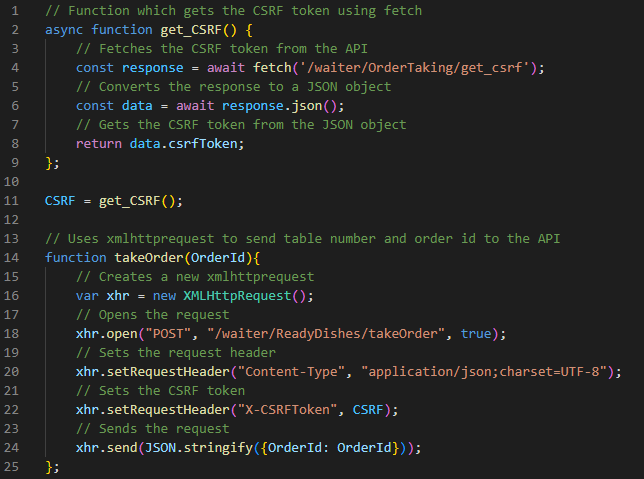 1 // Function which gets the CSRF token using fetch
2 async function get_CSRF() {
3 // Fetches the CSRF token from the API
4 const response = await fetch('/waiter/OrderTaking/get_csrf');
5 // Converts the response to a JSON object
6 const data = await response.json();
7 // Gets the CSRF token from the JSON object
8 return data.csrfToken;
9 };
10
11 CSRF = get_CSRF();
12
13 // Uses xmlhttprequest to send table number and order id to the API
14 function takeOrder(OrderId){
15 // Creates a new xmlhttprequest
16 var xhr = new XMLHttpRequest();
17 // Opens the request
18 xhr.open("POST", "/waiter/ReadyDishes/takeOrder", true);
19 // Sets the request header
20 xhr.setRequestHeader("Content-Type", "application/json;charset=UTF-8");
21 // Sets the CSRF token
22 xhr.setRequestHeader("X-CSRFToken", CSRF);
23 // Sends the request
24 xhr.send(JSON.stringify({OrderId: OrderId}));
25 };